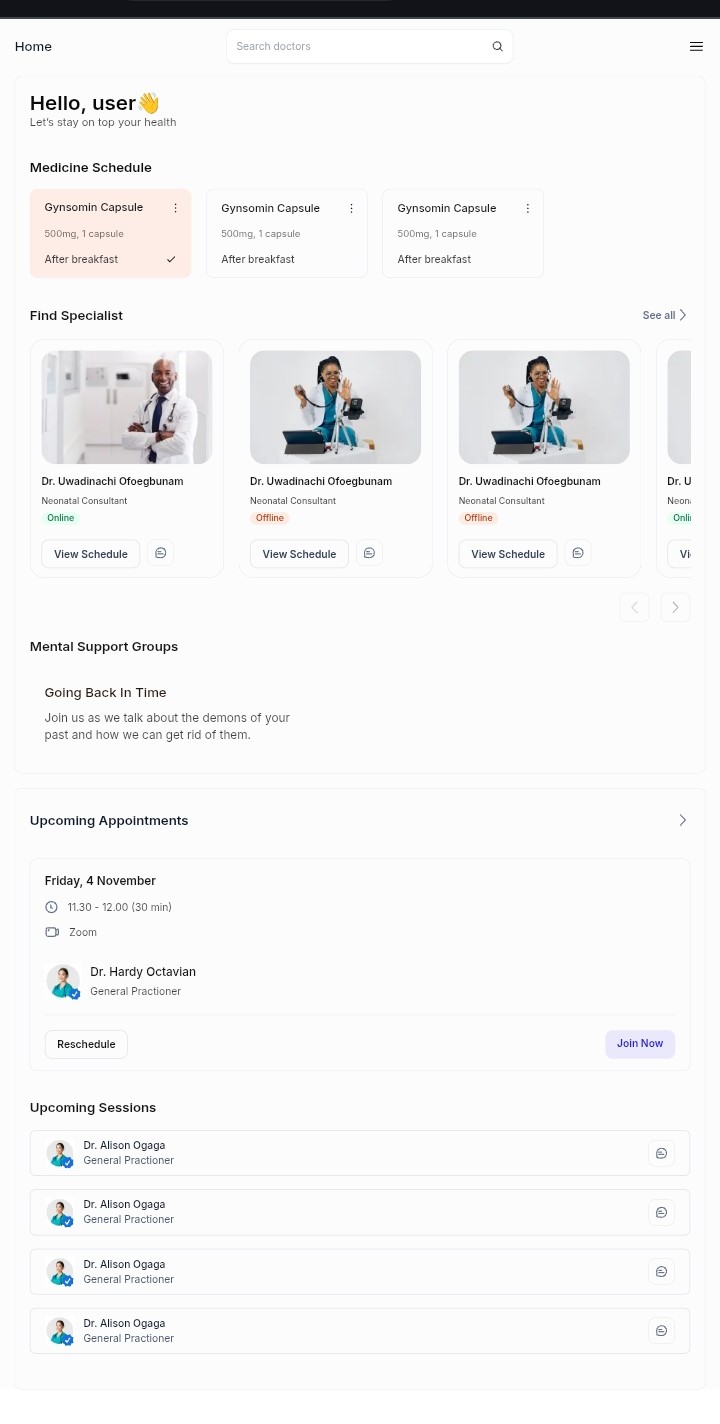 Home
Search doctors
Hello, user👋
Let's stay on top your health
Medicine Schedule
Gynsomin Capsule
500mg, 1 capsule
After breakfast
Gynsomin Capsule
500mg, 1 capsule
After breakfast
Gynsomin Capsule
500mg, 1 capsule
After breakfast
Find Specialist
See all
Dr. Uwadinachi Ofoegbunam
Neonatal Consultant
Online
View Schedule
Dr. Uwadinachi Ofoegbunam
Neonatal Consultant
Offline
View Schedule
Dr. Uwadinachi Ofoegbunam
Neonatal Consultant
Offline
View Schedule
Dr. U
Neona
Onli
Vi
Mental Support Groups
Going Back In Time
Join us as we talk about the demons of your
past and how we can get rid of them.
Upcoming Appointments
Friday, 4 November
11.30 - 12.00 (30 min)
Zoom
Dr. Hardy Octavian
General Practioner
Reschedule
Join Now
Upcoming Sessions
Dr. Alison Ogaga
General Practioner
Dr. Alison Ogaga
General Practioner
Dr. Alison Ogaga
General Practioner
Dr. Alison Ogaga
General Practioner